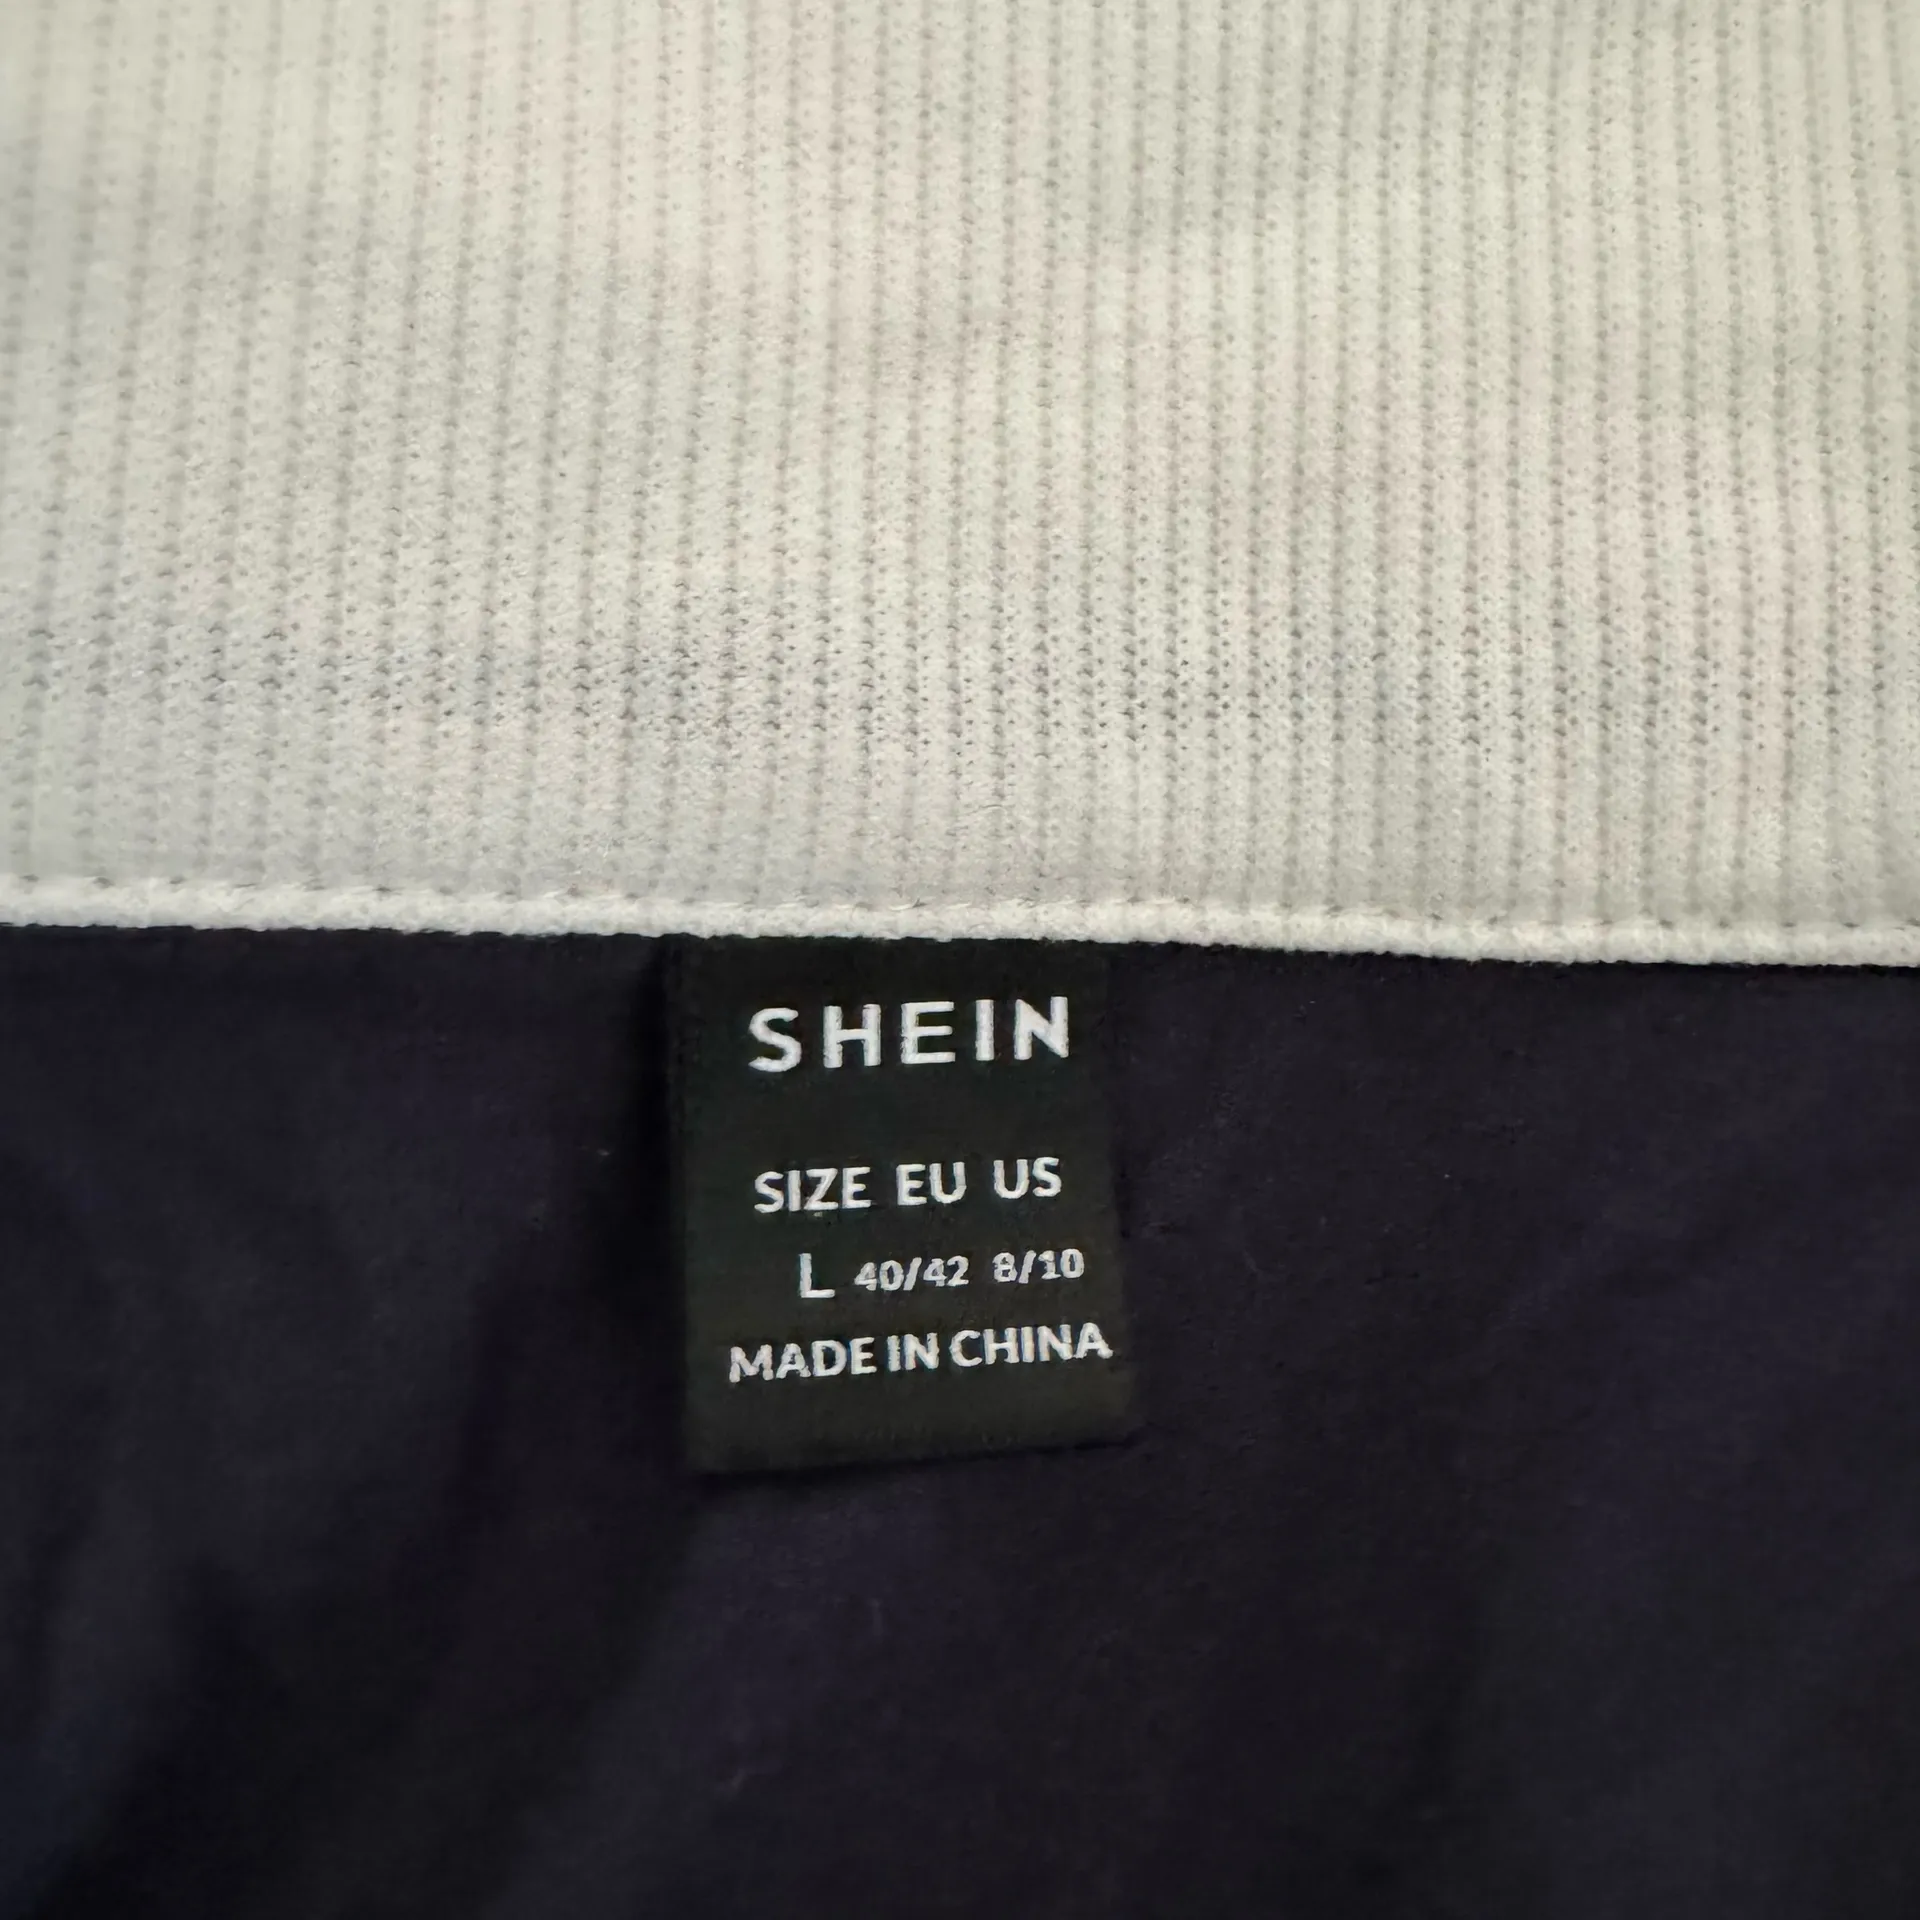 SHEIN
SIZE EU US
L 40/42 8/10
MADE IN CHINA